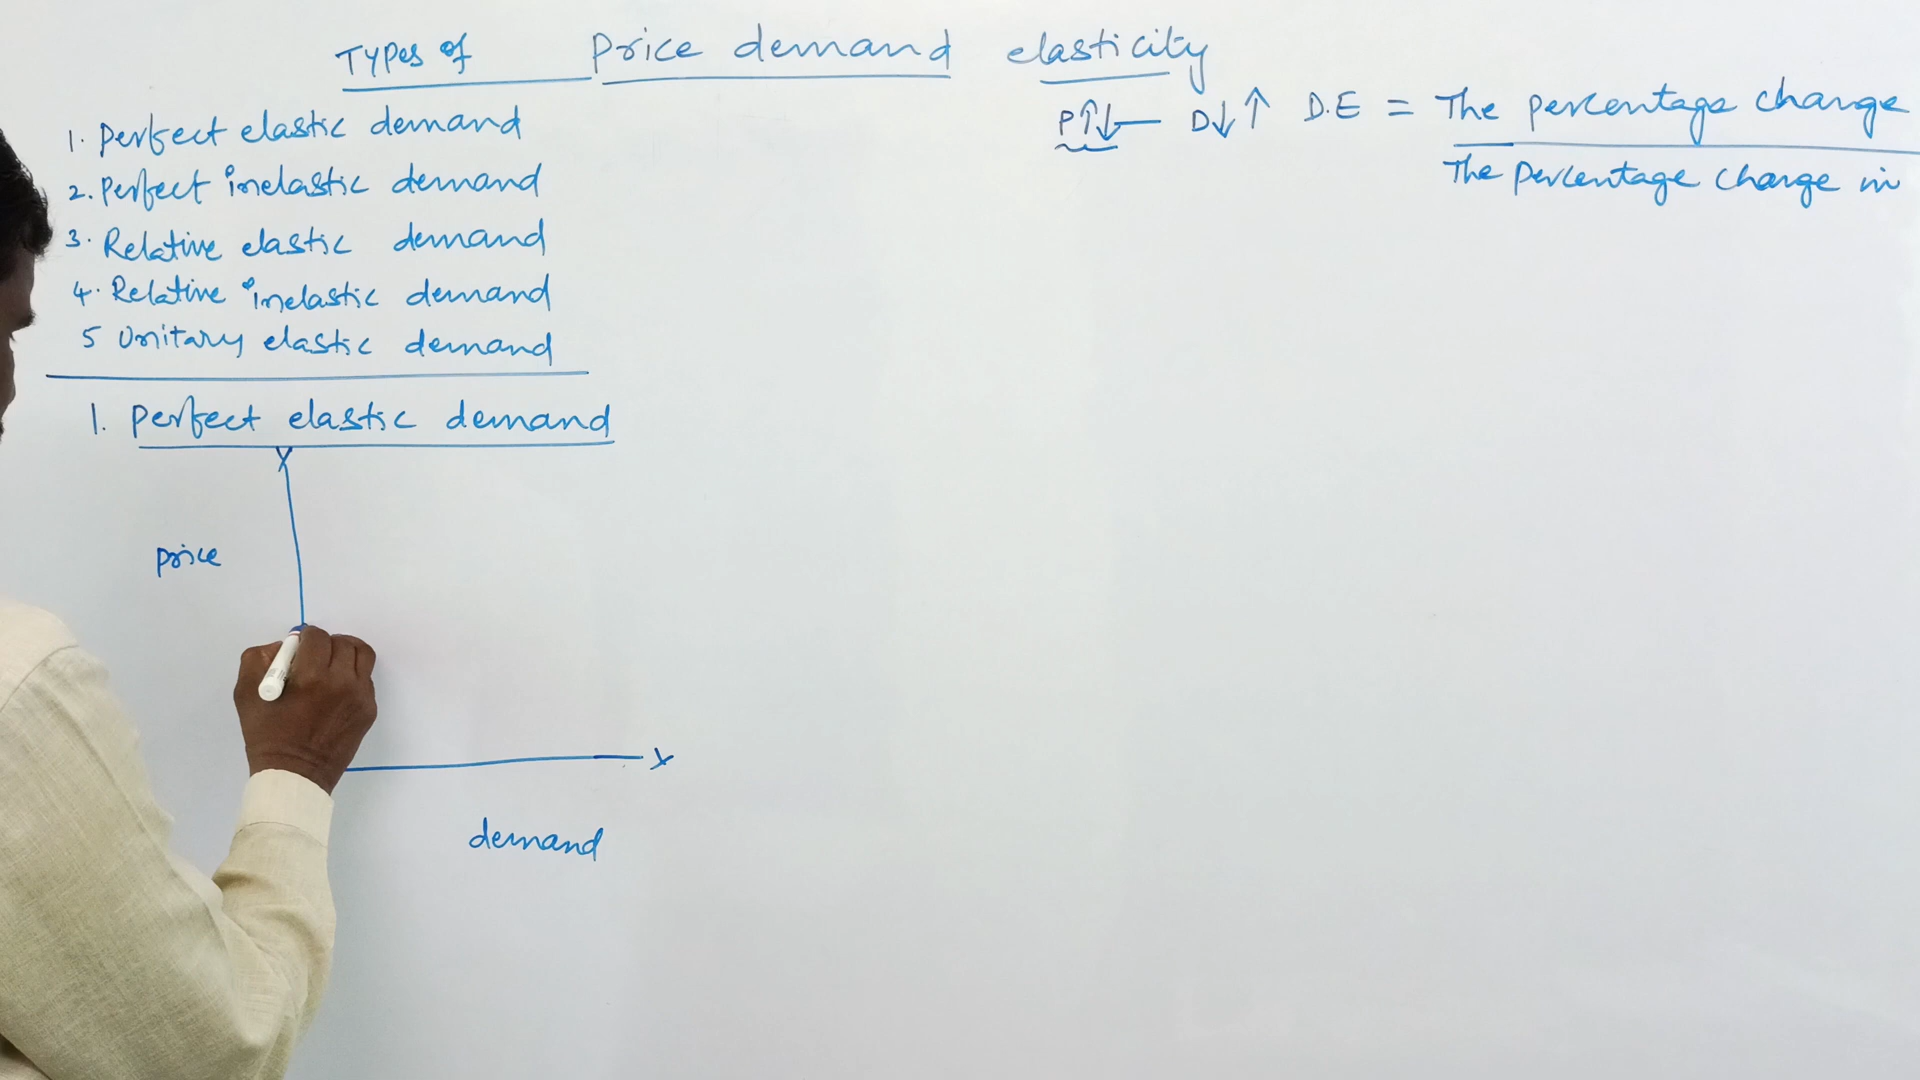 Types of Price demand elasticity
P↑↓— D↓↑ D.E = The percentage change
The percentage change in
1. Perfect elastic demand
2. Perfect inelastic demand
3. Relative elastic demand
4. Relative inelastic demand
5 Unitary elastic demand
1. Perfect elastic demand
Y
price
X
demand